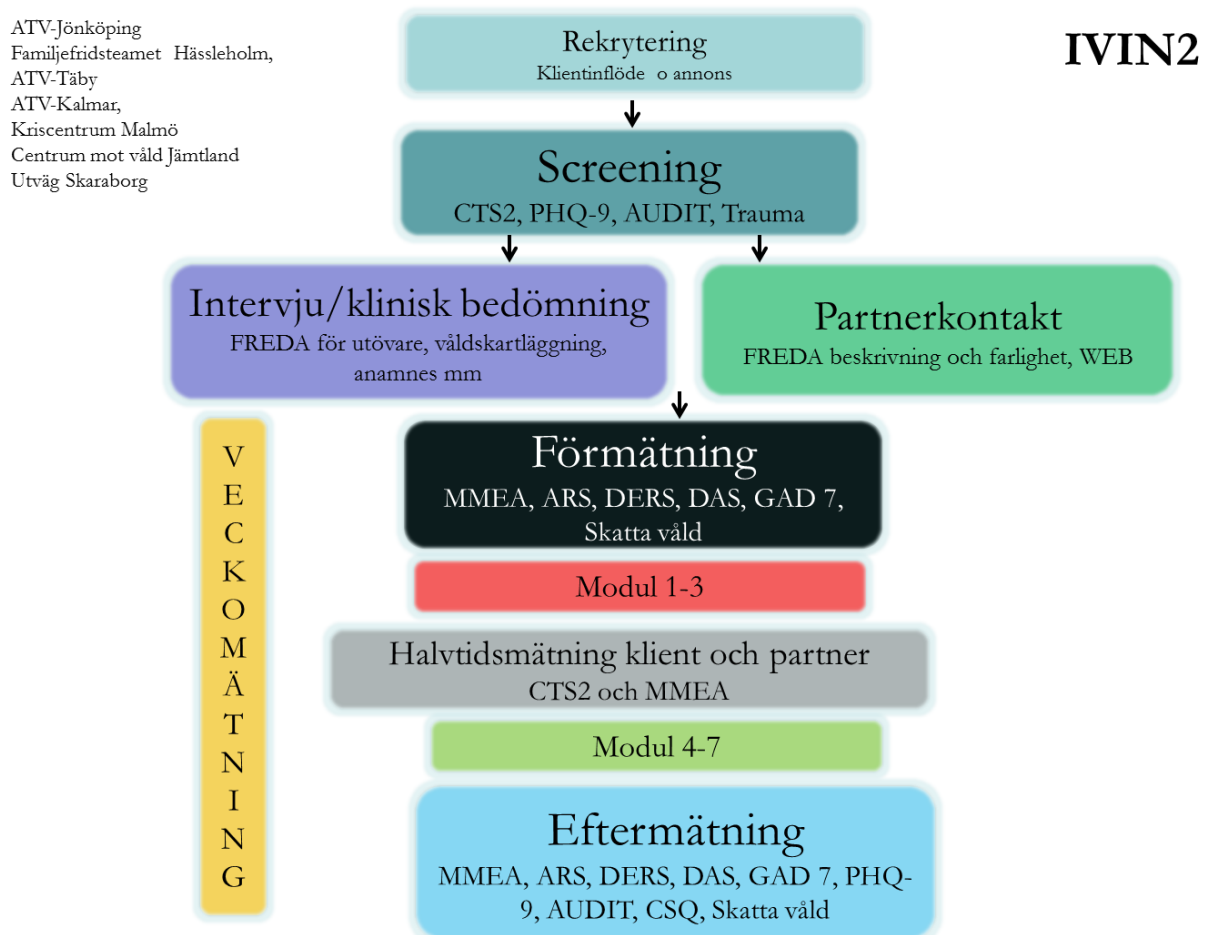 ATV-Jönköping
Familjefridsteamet Hässleholm,
ATV-Täby
ATV-Kalmar,
Kriscentrum Malmö
Centrum mot våld Jämtland
Utväg Skaraborg
Rekrytering
Klientinflöde o annons
IVIN2
Screening
CTS2, PHQ-9, AUDIT, Trauma
Intervju/klinisk bedömning
FREDA för utövare, våldskartläggning,
anamnes mm
Partnerkontakt
FREDA beskrivning och farlighet, WEB
V
E
C
K
O
M
Ä
T
N
I
N
G
Förmätning
MMEA, ARS, DERS, DAS, GAD 7,
Skatta våld
Modul 1-3
Halvtidsmätning klient och partner
CTS2 och MMEA
Modul 4-7
Eftermätning
MMEA, ARS, DERS, DAS, GAD 7, PHQ-
9, AUDIT, CSQ, Skatta våld